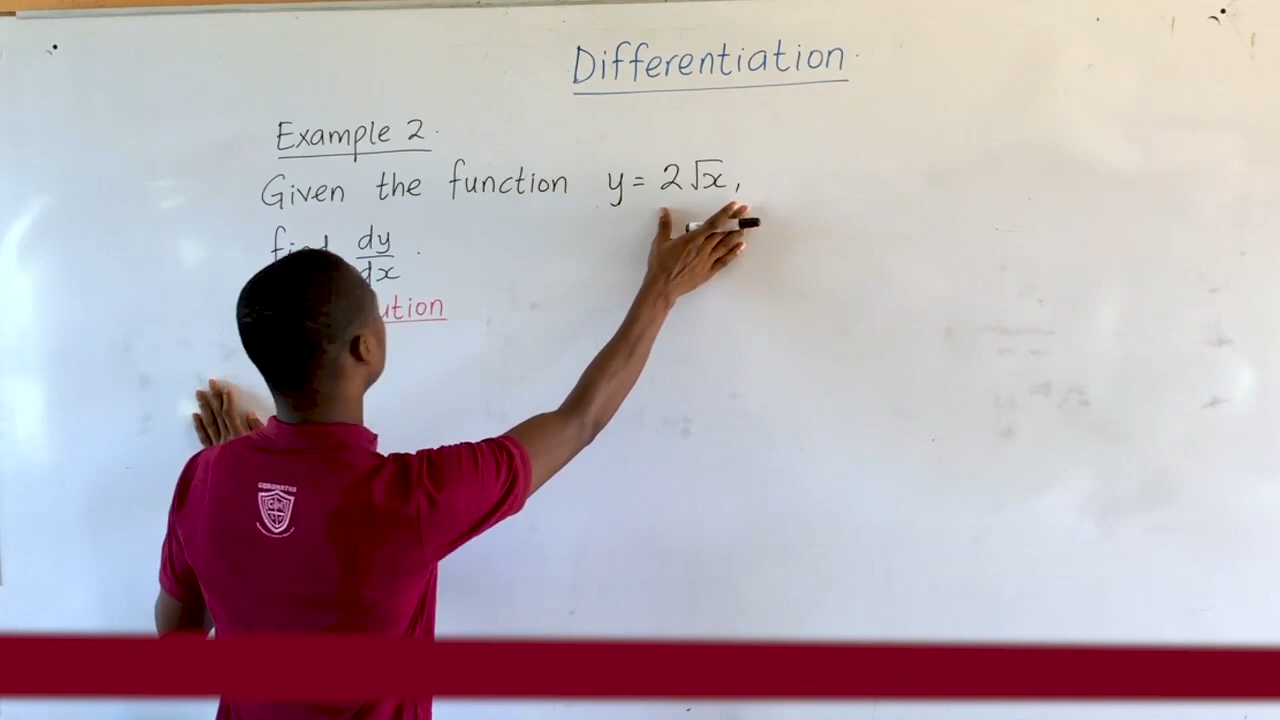 Differentiation
Example 2.
Given the function y = 2√x,
dy/dx